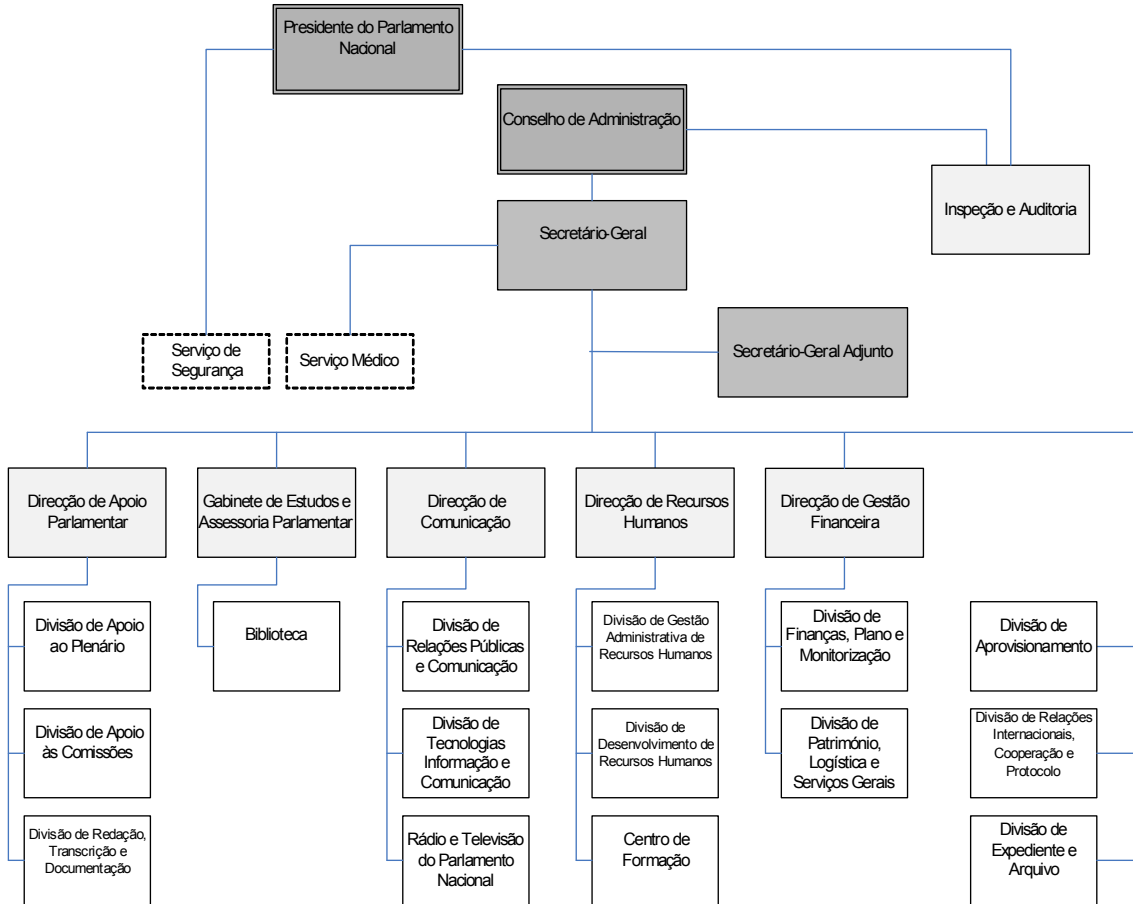 Presidente do Parlamento
Nacional
Conselho de Administração
Inspeção e Auditoria
Secretário-Geral
Serviço de
Segurança
Serviço Médico
Secretário-Geral Adjunto
Direcção de Apoio
Parlamentar
Gabinete de Estudos e
Assessoria Parlamentar
Direcção de
Comunicação
Direcção de Recursos
Humanos
Direcção de Gestão
Financeira
Divisão de Apoio
ao Plenário
Biblioteca
Divisão de
Relações Públicas
e Comunicação
Divisão de Gestão
Administrativa de
Recursos Humanos
Divisão de
Finanças, Plano e
Monitorização
Divisão de
Aprovisionamento
Divisão de Apoio
às Comissões
Divisão de
Tecnologias
Informação e
Comunicação
Divisão de
Desenvolvimento de
Recursos Humanos
Divisão de
Património,
Logística e
Serviços Gerais
Divisão de Relações
Internacionais,
Cooperação e
Protocolo
Divisão de Redação,
Transcrição e
Documentação
Rádio e Televisão
do Parlamento
Nacional
Centro de
Formação
Divisão de
Expediente e
Arquivo